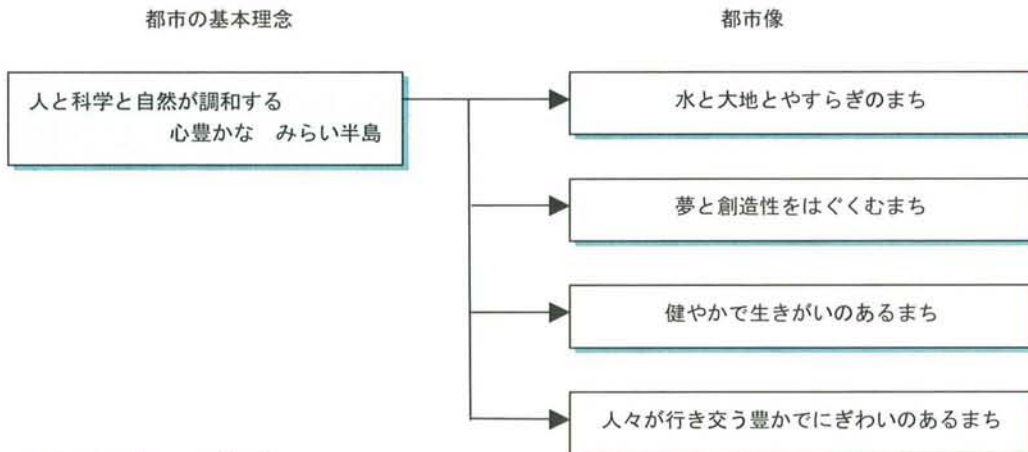 都市の基本理念
都市像
人と科学と自然が調和する
心豊かな　みらい半島
水と大地とやすらぎのまち
夢と創造性をはぐくむまち
健やかで生きがいのあるまち
人々が行き交う豊かでにぎわいのあるまち